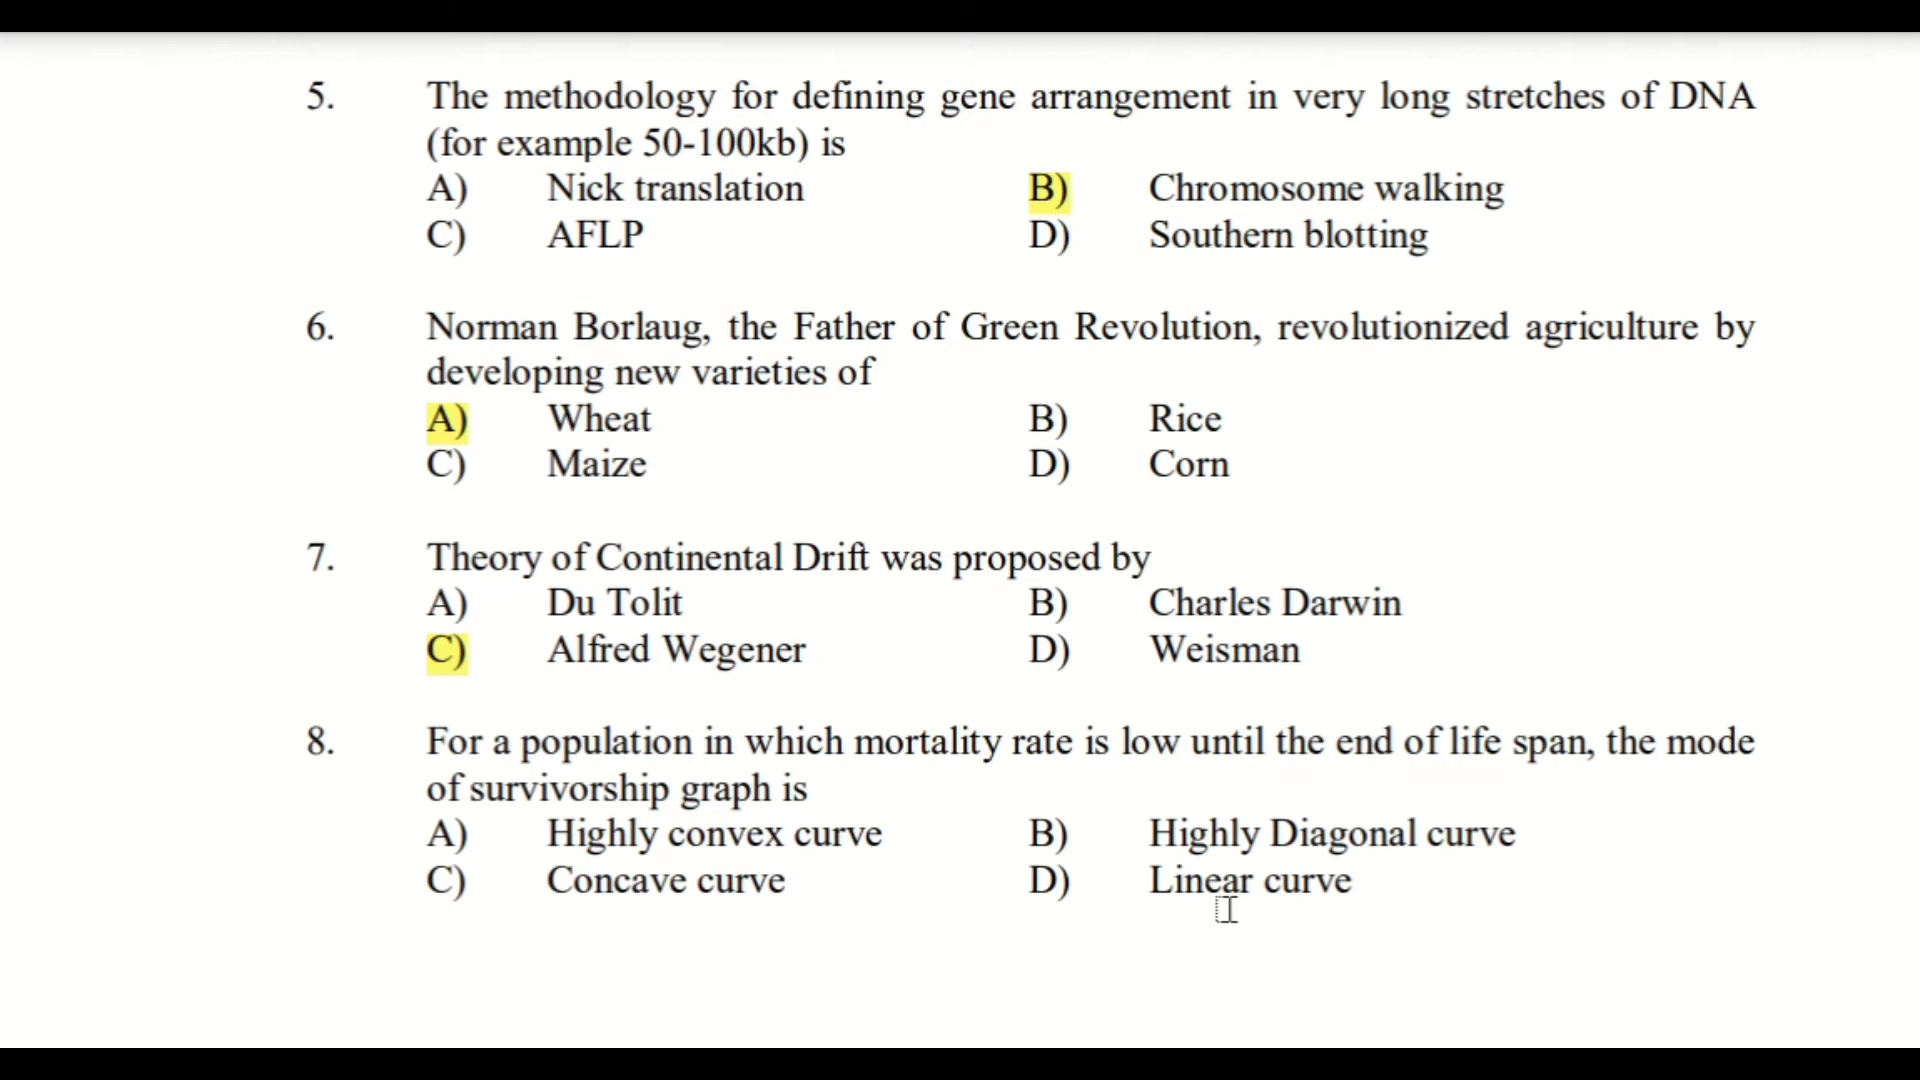 5. The methodology for defining gene arrangement in very long stretches of DNA
(for example 50-100kb) is
A) Nick translation B) Chromosome walking
C) AFLP D) Southern blotting
6. Norman Borlaug, the Father of Green Revolution, revolutionized agriculture by
developing new varieties of
A) Wheat B) Rice
C) Maize D) Corn
7. Theory of Continental Drift was proposed by
A) Du Tolit B) Charles Darwin
C) Alfred Wegener D) Weisman
8. For a population in which mortality rate is low until the end of life span, the mode
of survivorship graph is
A) Highly convex curve B) Highly Diagonal curve
C) Concave curve D) Linear curve